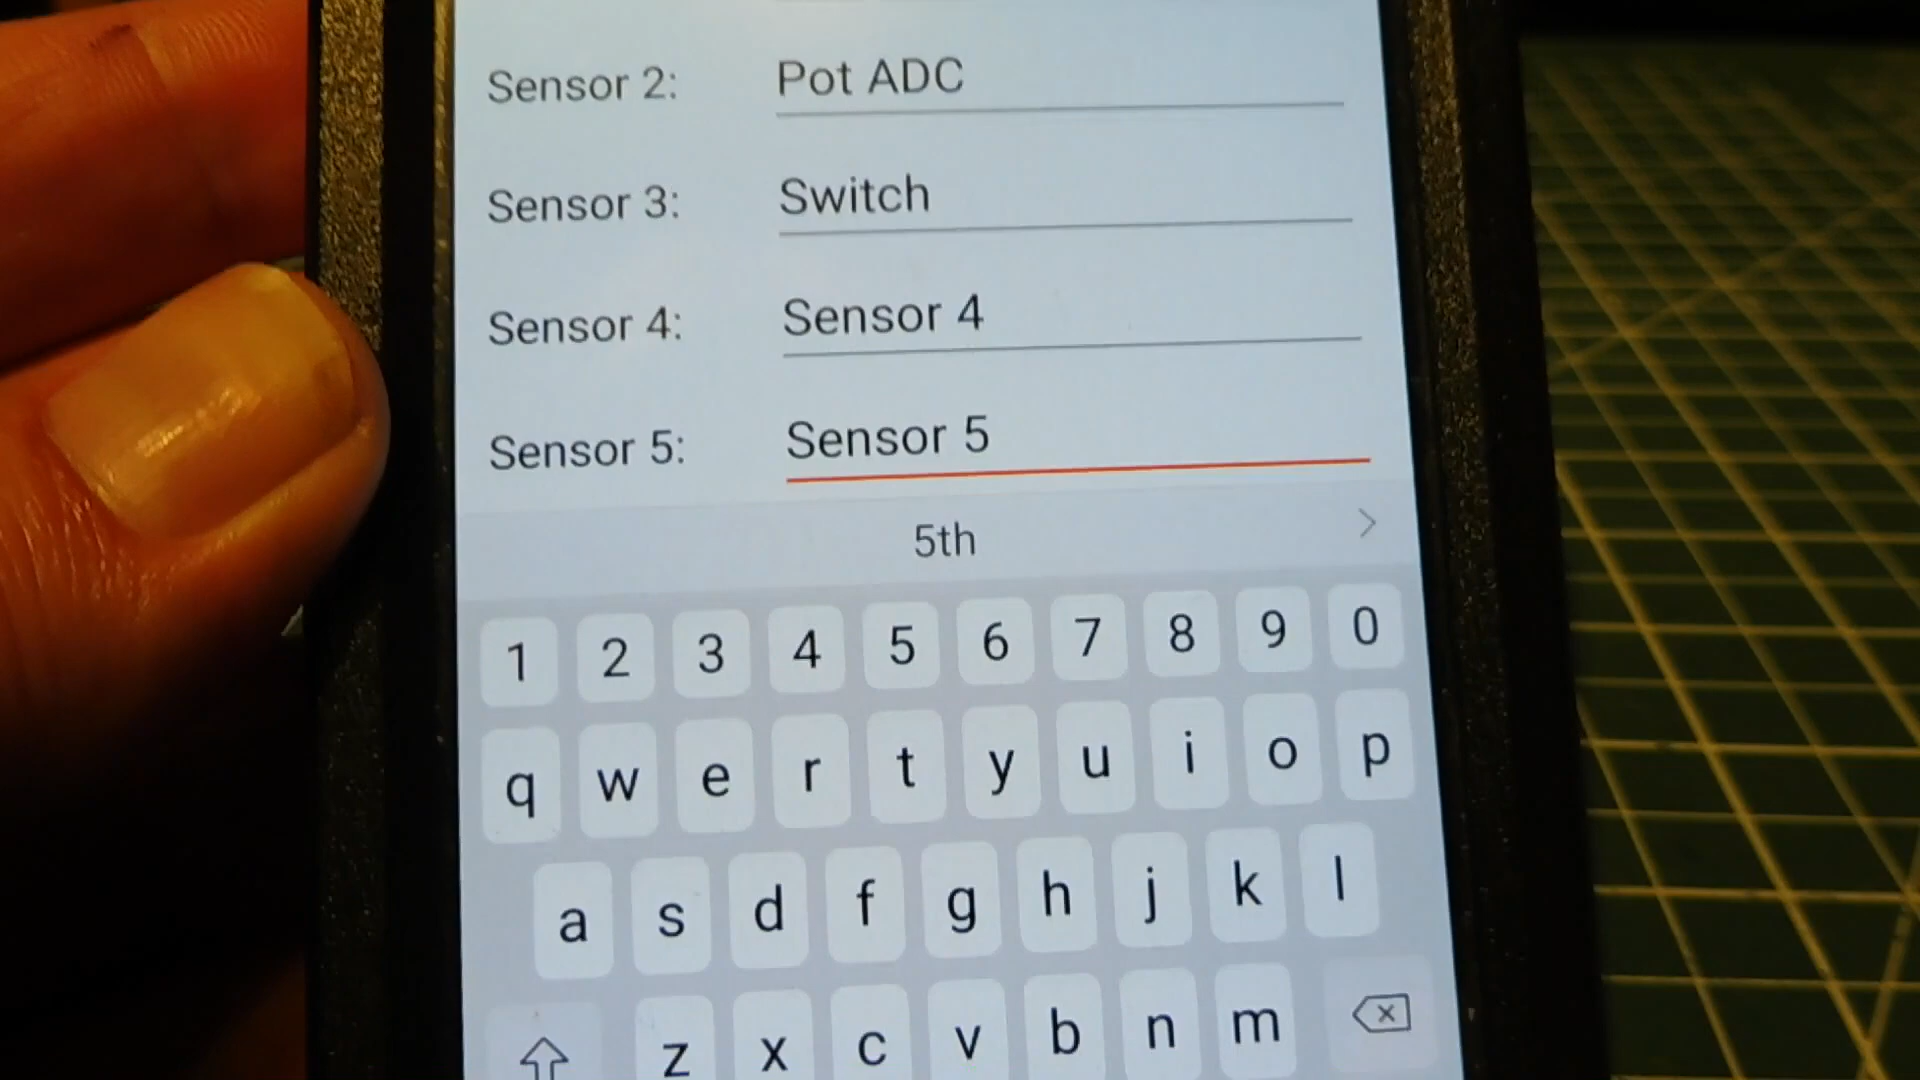 Sensor 2: Pot ADC
Sensor 3: Switch
Sensor 4: Sensor 4
Sensor 5: Sensor 5
5th
1 2 3 4 5 6 7 8 9 0
q w e r t y u i o p
a s d f g h j k l
z x c v b n m